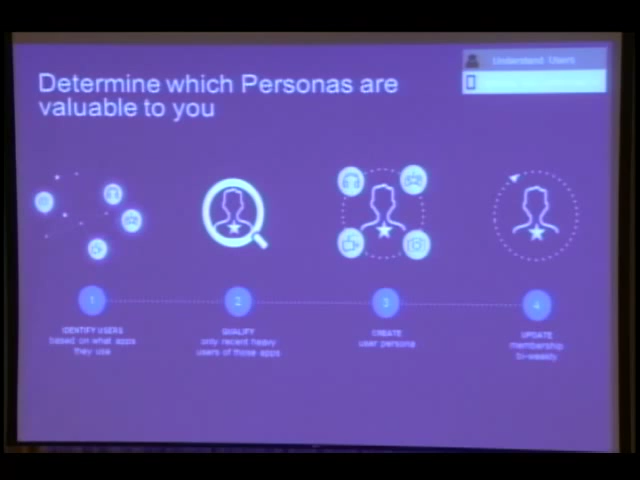 Understand Users
Determine which Personas are
valuable to you
1
2
3
4
IDENTIFY USERS
based on what apps
they use
QUALIFY
only recent heavy
users of those apps
CREATE
user persona
UPDATE
membership
bi-weekly